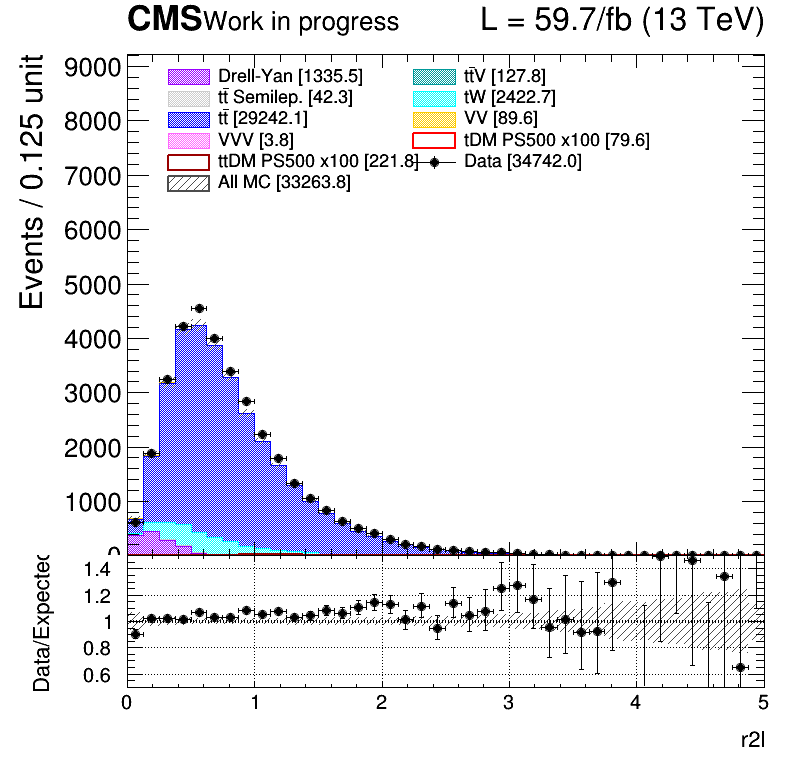 CMS Work in progress L = 59.7/fb (13 TeV)
Events / 0.125 unit
9000
8000
7000
6000
5000
4000
3000
2000
1000
0
Drell-Yan [1335.5] tt̄V [127.8]
tt̄ Semilep. [42.3] tW [2422.7]
tt̄ [29242.1] VV [89.6]
VVV [3.8] tDM PS500 x100 [79.6]
ttDM PS500 x100 [221.8] Data [34742.0]
All MC [33263.8]
Data/Expected
1.4
1.2
1
0.8
0.6
0 1 2 3 4 5
r2l